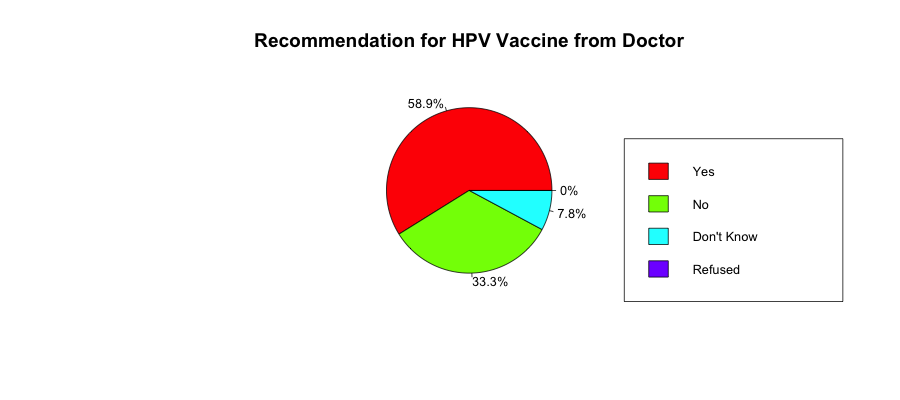 Recommendation for HPV Vaccine from Doctor
58.9%
0%
7.8%
33.3%
Yes
No
Don't Know
Refused